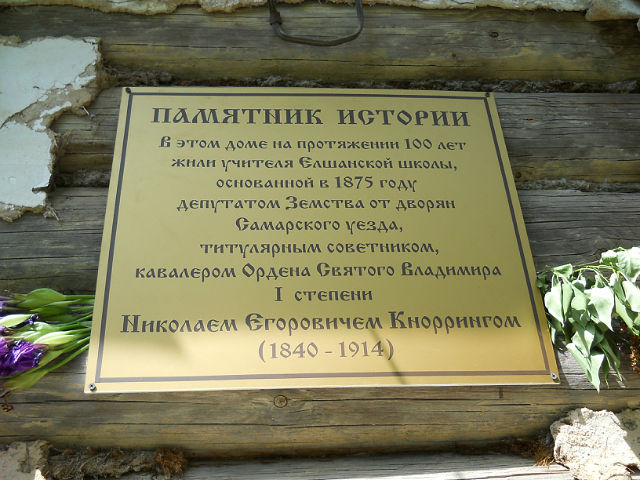 ПАМЯТНИК ИСТОРИИ
В этом доме на протяжении 100 лет
жили учителя Елшанской школы,
основанной в 1875 году
депутатом Земства от дворян
Самарского уезда,
титулярным советником,
кавалером Ордена Святого Владимира
I степени
Николаем Егоровичем Кноррингом
(1840 - 1914)